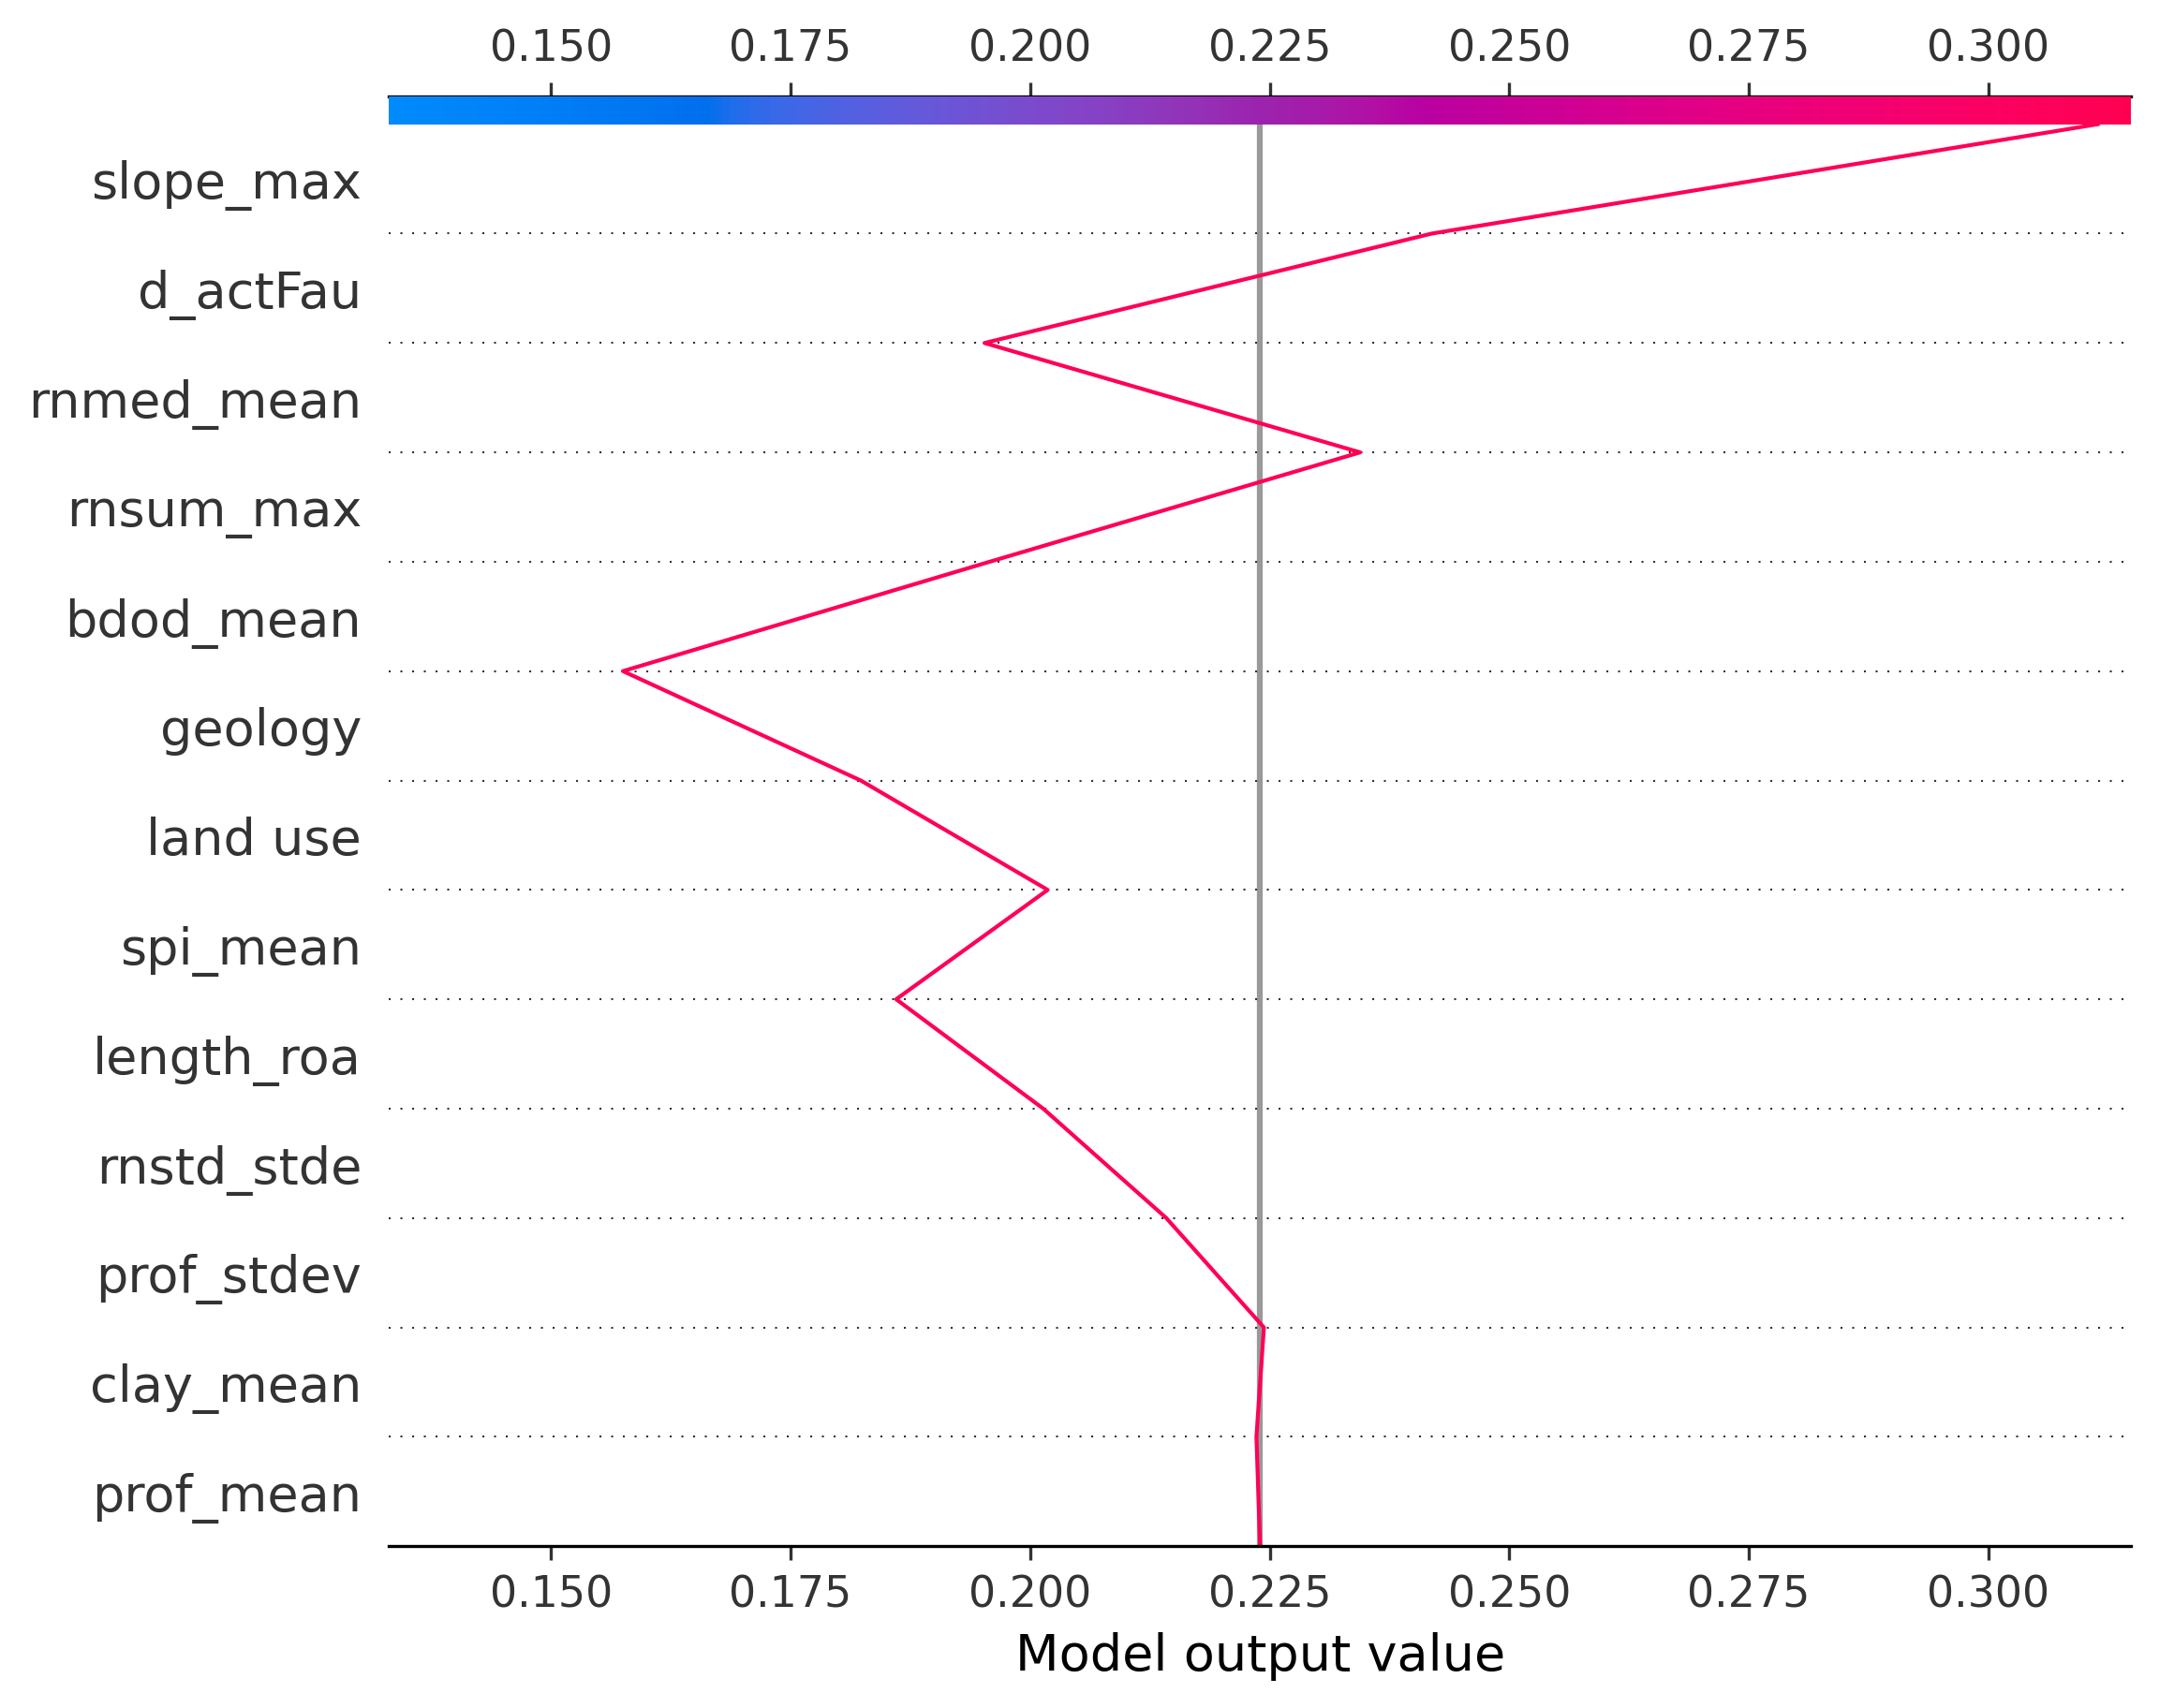 0.150 0.175 0.200 0.225 0.250 0.275 0.300
slope_max
d_actFau
rnmed_mean
rnsum_max
bdod_mean
geology
land use
spi_mean
length_roa
rnstd_stde
prof_stdev
clay_mean
prof_mean
0.150 0.175 0.200 0.225 0.250 0.275 0.300
Model output value